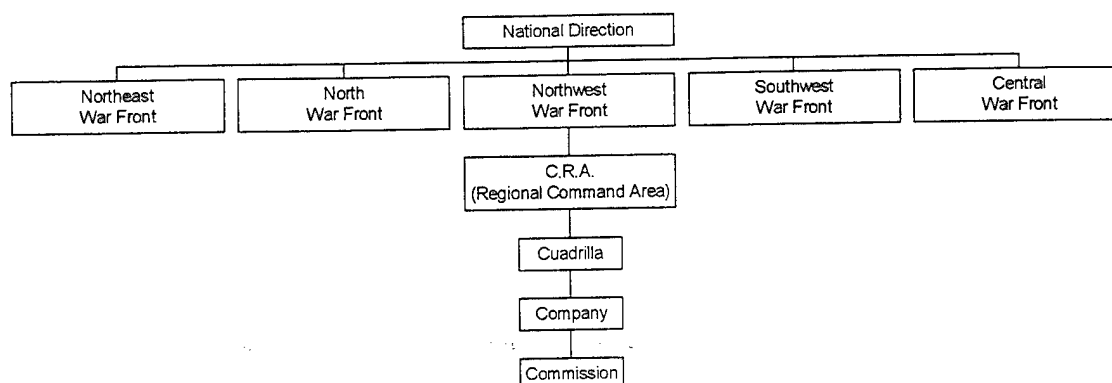 National Direction
Northeast
War Front
North
War Front
Northwest
War Front
Southwest
War Front
Central
War Front
C.R.A.
(Regional Command Area)
Cuadrilla
Company
Commission